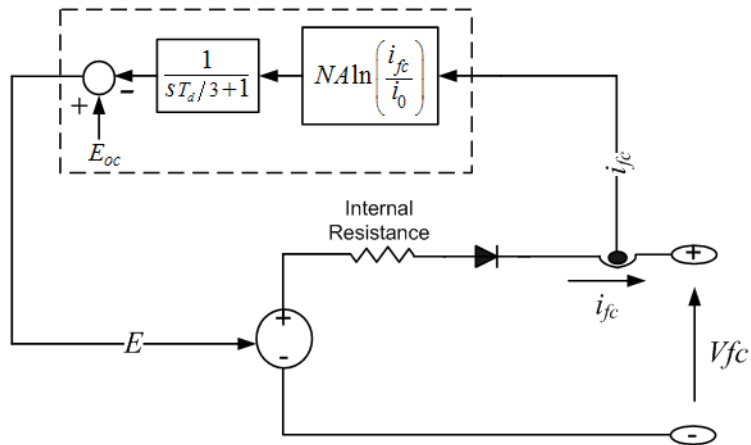 1
sT_d/3+1
NA ln(i_fc/i_0)
+
-
E_oc
i_fc
Internal
Resistance
+
i_fc
E
+
-
Vfc
-